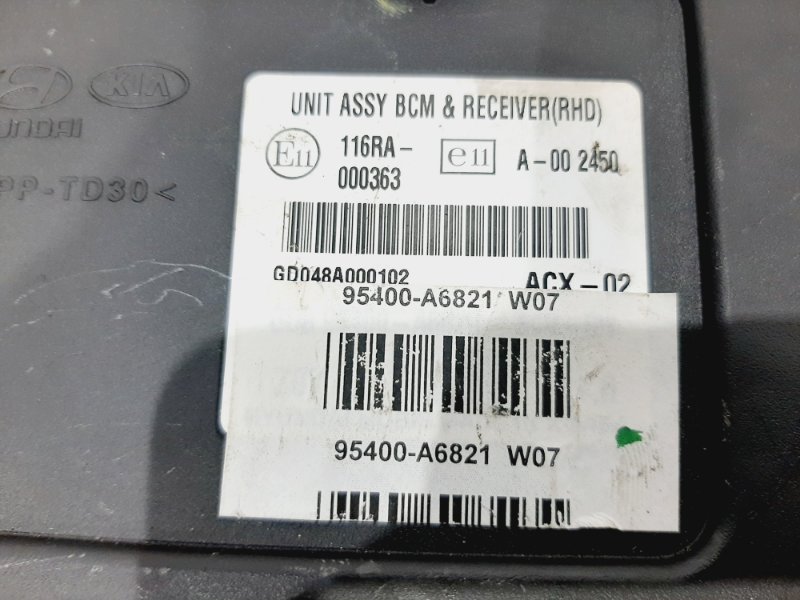 KIA
UNIT ASSY BCM & RECEIVER(RHD)
E11 116RA-
000363
e11 A-00 2450
PP-TD30<
GD048A000102 ACX-02
95400-A6821 W07
95400-A6821 W07